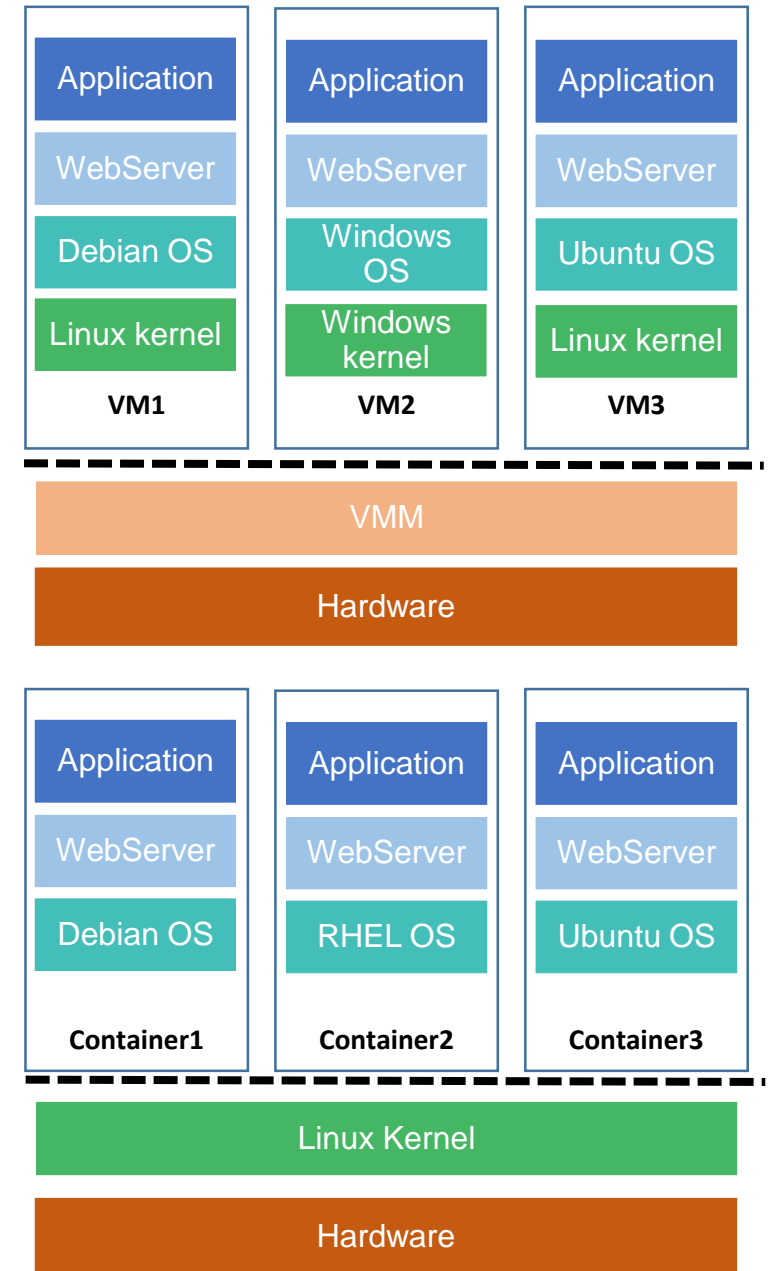 Application
Application
Application
WebServer
WebServer
WebServer
Debian OS
Windows
OS
Ubuntu OS
Linux kernel
Windows
kernel
Linux kernel
VM1
VM2
VM3
VMM
Hardware
Application
Application
Application
WebServer
WebServer
WebServer
Debian OS
RHEL OS
Ubuntu OS
Container1
Container2
Container3
Linux Kernel
Hardware